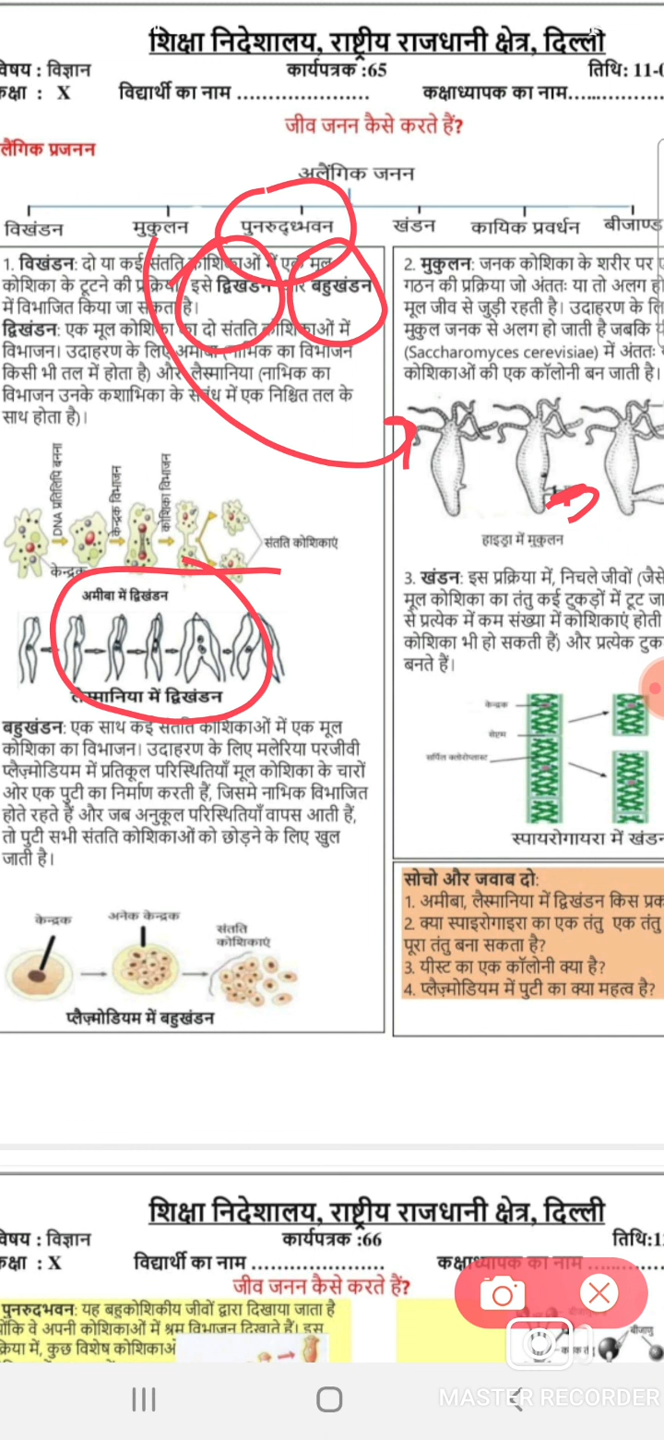 शिक्षा निदेशालय, राष्ट्रीय राजधानी क्षेत्र, दिल्ली
विषय : विज्ञान कार्यपत्रक :65 तिथि: 11-0
कक्षा : X विद्यार्थी का नाम ..................... कक्षाध्यापक का नाम...............
जीव जनन कैसे करते हैं?
लैंगिक प्रजनन
अलैंगिक जनन
विखंडन मुकुलन पुनरुद्धभवन खंडन कायिक प्रवर्धन बीजाण्ड
1. विखंडन: दो या कई संतति कोशिकाओं में एक मूल
कोशिका के टूटने की प्रक्रिया इसे द्विखंडन और बहुखंडन
में विभाजित किया जा सकता है।
द्विखंडन: एक मूल कोशिका का दो संतति कोशिकाओं में
विभाजन। उदाहरण के लिए अमीबा नाभिक का विभाजन
किसी भी तल में होता है) और लैस्मानिया (नाभिक का
विभाजन उनके कशाभिका के संबंध में एक निश्चित तल के
साथ होता है)।
DNA प्रतिलिपि बनना
केन्द्रक विभाजन
कोशिका विभाजन
संतति कोशिकाएं
केन्द्रक
अमीबा में द्विखंडन
लैस्मानिया में द्विखंडन
बहुखंडन: एक साथ कई संतति कोशिकाओं में एक मूल
कोशिका का विभाजन। उदाहरण के लिए मलेरिया परजीवी
प्लैज़्मोडियम में प्रतिकूल परिस्थितियाँ मूल कोशिका के चारों
ओर एक पुटी का निर्माण करती हैं, जिसमे नाभिक विभाजित
होते रहते हैं और जब अनुकूल परिस्थितियाँ वापस आती हैं,
तो पुटी सभी संतति कोशिकाओं को छोड़ने के लिए खुल
जाती है।
केन्द्रक अनेक केन्द्रक संतति
कोशिकाएं
प्लैज़्मोडियम में बहुखंडन
2. मुकुलन: जनक कोशिका के शरीर पर
गठन की प्रक्रिया जो अंततः या तो अलग हो
मूल जीव से जुड़ी रहती है। उदाहरण के लि
मुकुल जनक से अलग हो जाती है जबकि
(Saccharomyces cerevisiae) में अंततः
कोशिकाओं की एक कॉलोनी बन जाती है।
हाइड्रा में मुकुलन
3. खंडन: इस प्रक्रिया में, निचले जीवों (जैसे
मूल कोशिका का तंतु कई टुकड़ों में टूट जा
से प्रत्येक में कम संख्या में कोशिकाएं होती
कोशिका भी हो सकती हैं) और प्रत्येक टुक
बनते हैं।
केन्द्रक
सर्पिल क्लोरोप्लास्ट
स्पायरोगायरा में खंडन
सोचो और जवाब दो:
1. अमीबा, लैस्मानिया में द्विखंडन किस प्रक
2. क्या स्पाइरोगाइरा का एक तंतु एक तंतु
पूरा तंतु बना सकता है?
3. यीस्ट का एक कॉलोनी क्या है?
4. प्लैज़्मोडियम में पुटी का क्या महत्व है?
शिक्षा निदेशालय, राष्ट्रीय राजधानी क्षेत्र, दिल्ली
विषय : विज्ञान कार्यपत्रक :66 तिथि:1
कक्षा : X विद्यार्थी का नाम ..................... कक्षाध्यापक का नाम ............
जीव जनन कैसे करते हैं?
पुनरुदभवन: यह बहुकोशिकीय जीवों द्वारा दिखाया जाता है
क्योंकि वे अपनी कोशिकाओं में श्रम विभाजन दिखाते हैं। इस
क्रिया में, कुछ विशेष कोशिकाओं
बीजाणु
MASTER RECORDER